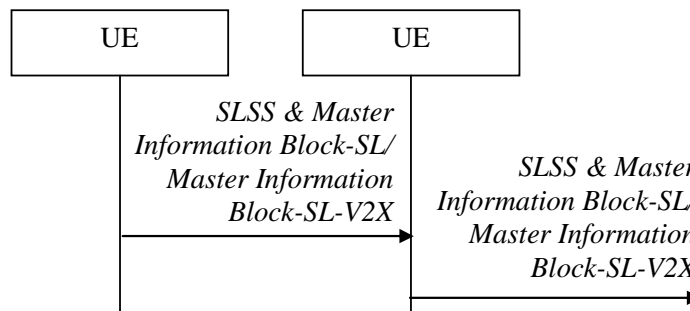 UE
UE
SLSS & Master
Information Block-SL/
Master Information
Block-SL-V2X
SLSS & Master
Information Block-SL/
Master Information
Block-SL-V2X